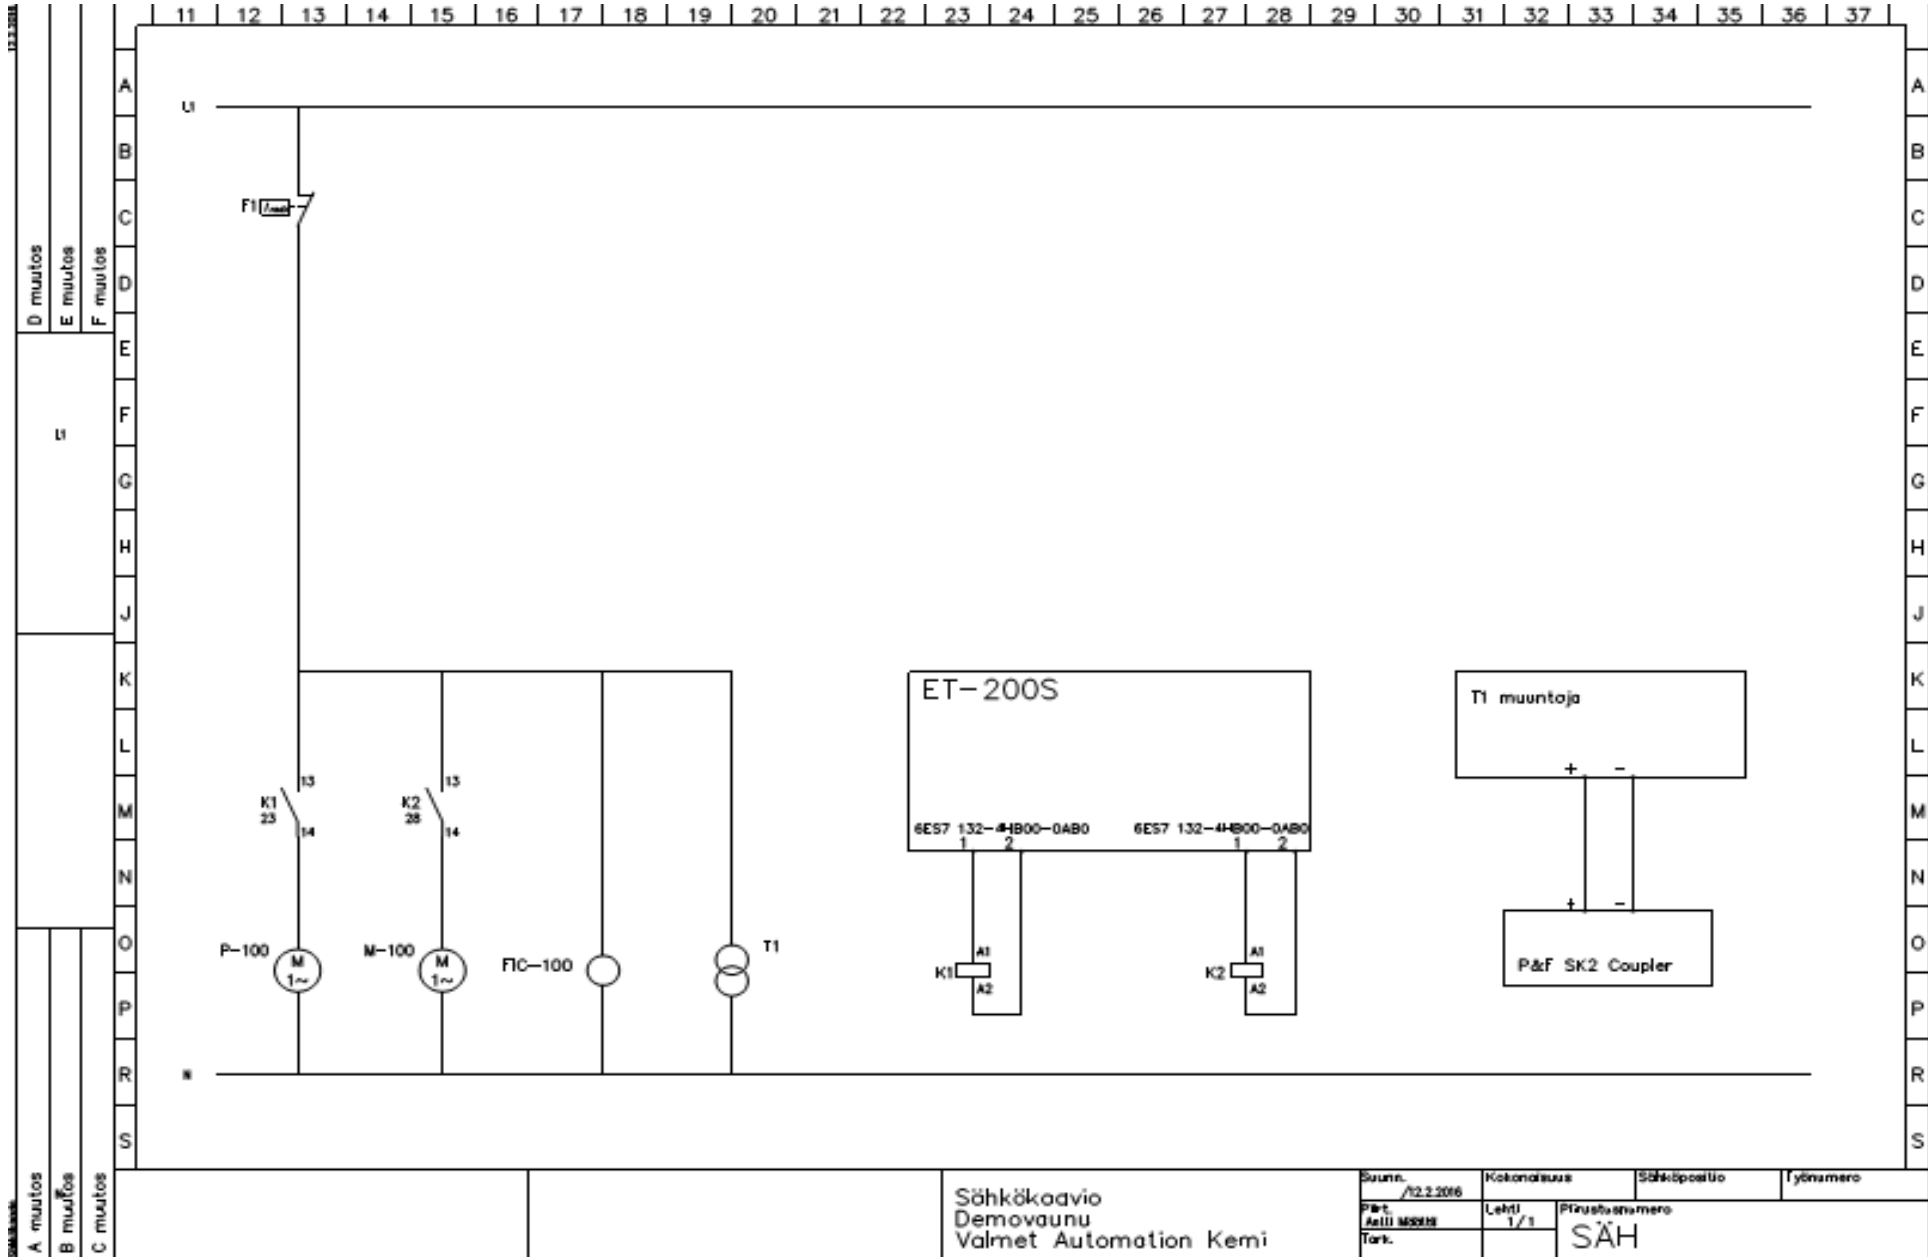 11 12 13 14 15 16 17 18 19 20 21 22 23 24 25 26 27 28 29 30 31 32 33 34 35 36 37
A A
L1
B B
F1
C C
D muutos
E muutos
F muutos
D D
E E
F F
L1
G G
H H
J J
K K
ET-200S
T1 muuntaja
L L
+ -
13 13
K1 K2
23 28
M M
14 14
6ES7 132-4HB00-0AB0 6ES7 132-4HB00-0AB0
1 2 1 2
N N
+ -
O O
P-100 M 1~
M-100 M 1~
FIC-100
T1
A1 A1
K1 K2
A2 A2
P&F SK2 Coupler
P P
R R
N
S S
A muutos
B muutos
C muutos
Sähkökaavio
Demovaunu
Valmet Automation Kemi
Suunn.
/12.2.2016
Kokonaisuus
Sähköpositio
Työnumero
Piirt.
Lehti
1/1
Piirustusnumero
SÄH
Tark.